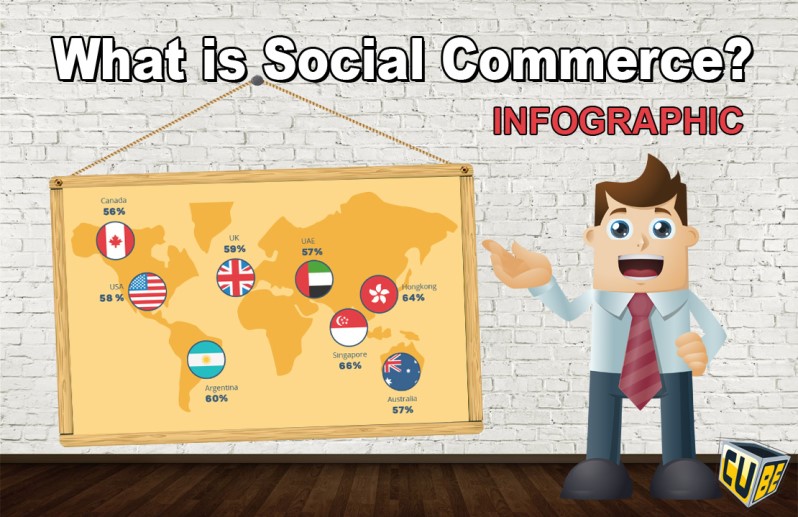 What is Social Commerce?
INFOGRAPHIC
Canada
56%
UK
59%
UAE
57%
USA
58 %
Hongkong
64%
Singapore
66%
Argentina
60%
Australia
57%
CUBE